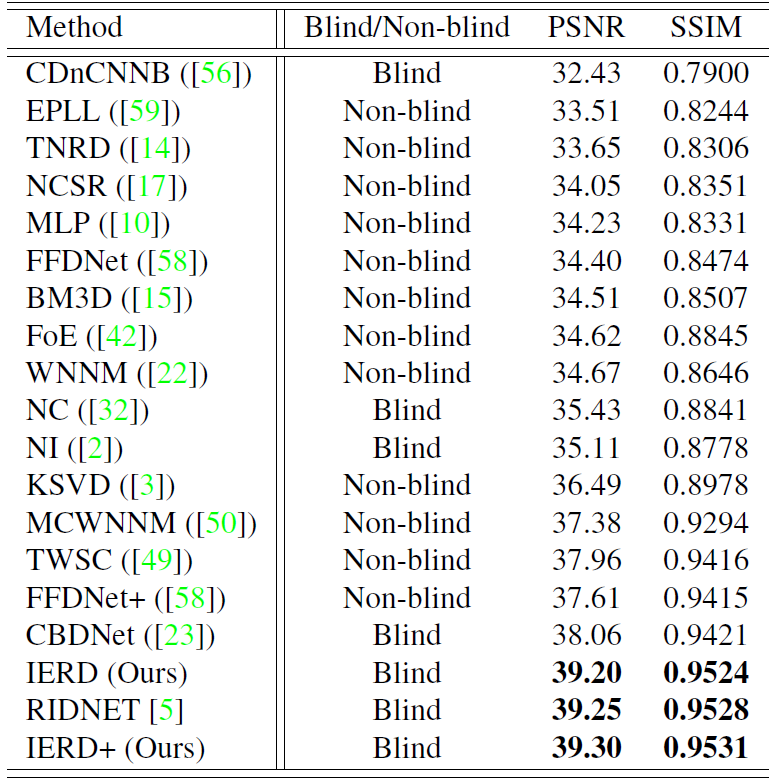 Method Blind/Non-blind PSNR SSIM
CDnCNNB ([56]) Blind 32.43 0.7900
EPLL ([59]) Non-blind 33.51 0.8244
TNRD ([14]) Non-blind 33.65 0.8306
NCSR ([17]) Non-blind 34.05 0.8351
MLP ([10]) Non-blind 34.23 0.8331
FFDNet ([58]) Non-blind 34.40 0.8474
BM3D ([15]) Non-blind 34.51 0.8507
FoE ([42]) Non-blind 34.62 0.8845
WNNM ([22]) Non-blind 34.67 0.8646
NC ([32]) Blind 35.43 0.8841
NI ([2]) Blind 35.11 0.8778
KSVD ([3]) Non-blind 36.49 0.8978
MCWNNM ([50]) Non-blind 37.38 0.9294
TWSC ([49]) Non-blind 37.96 0.9416
FFDNet+ ([58]) Non-blind 37.61 0.9415
CBDNet ([23]) Blind 38.06 0.9421
IERD (Ours) Blind 39.20 0.9524
RIDNET [5] Blind 39.25 0.9528
IERD+ (Ours) Blind 39.30 0.9531